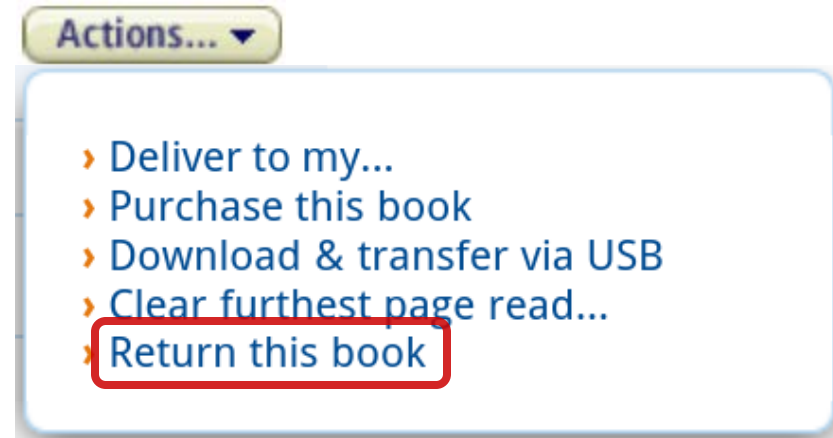 Actions...
Deliver to my...
Purchase this book
Download & transfer via USB
Clear furthest page read...
Return this book